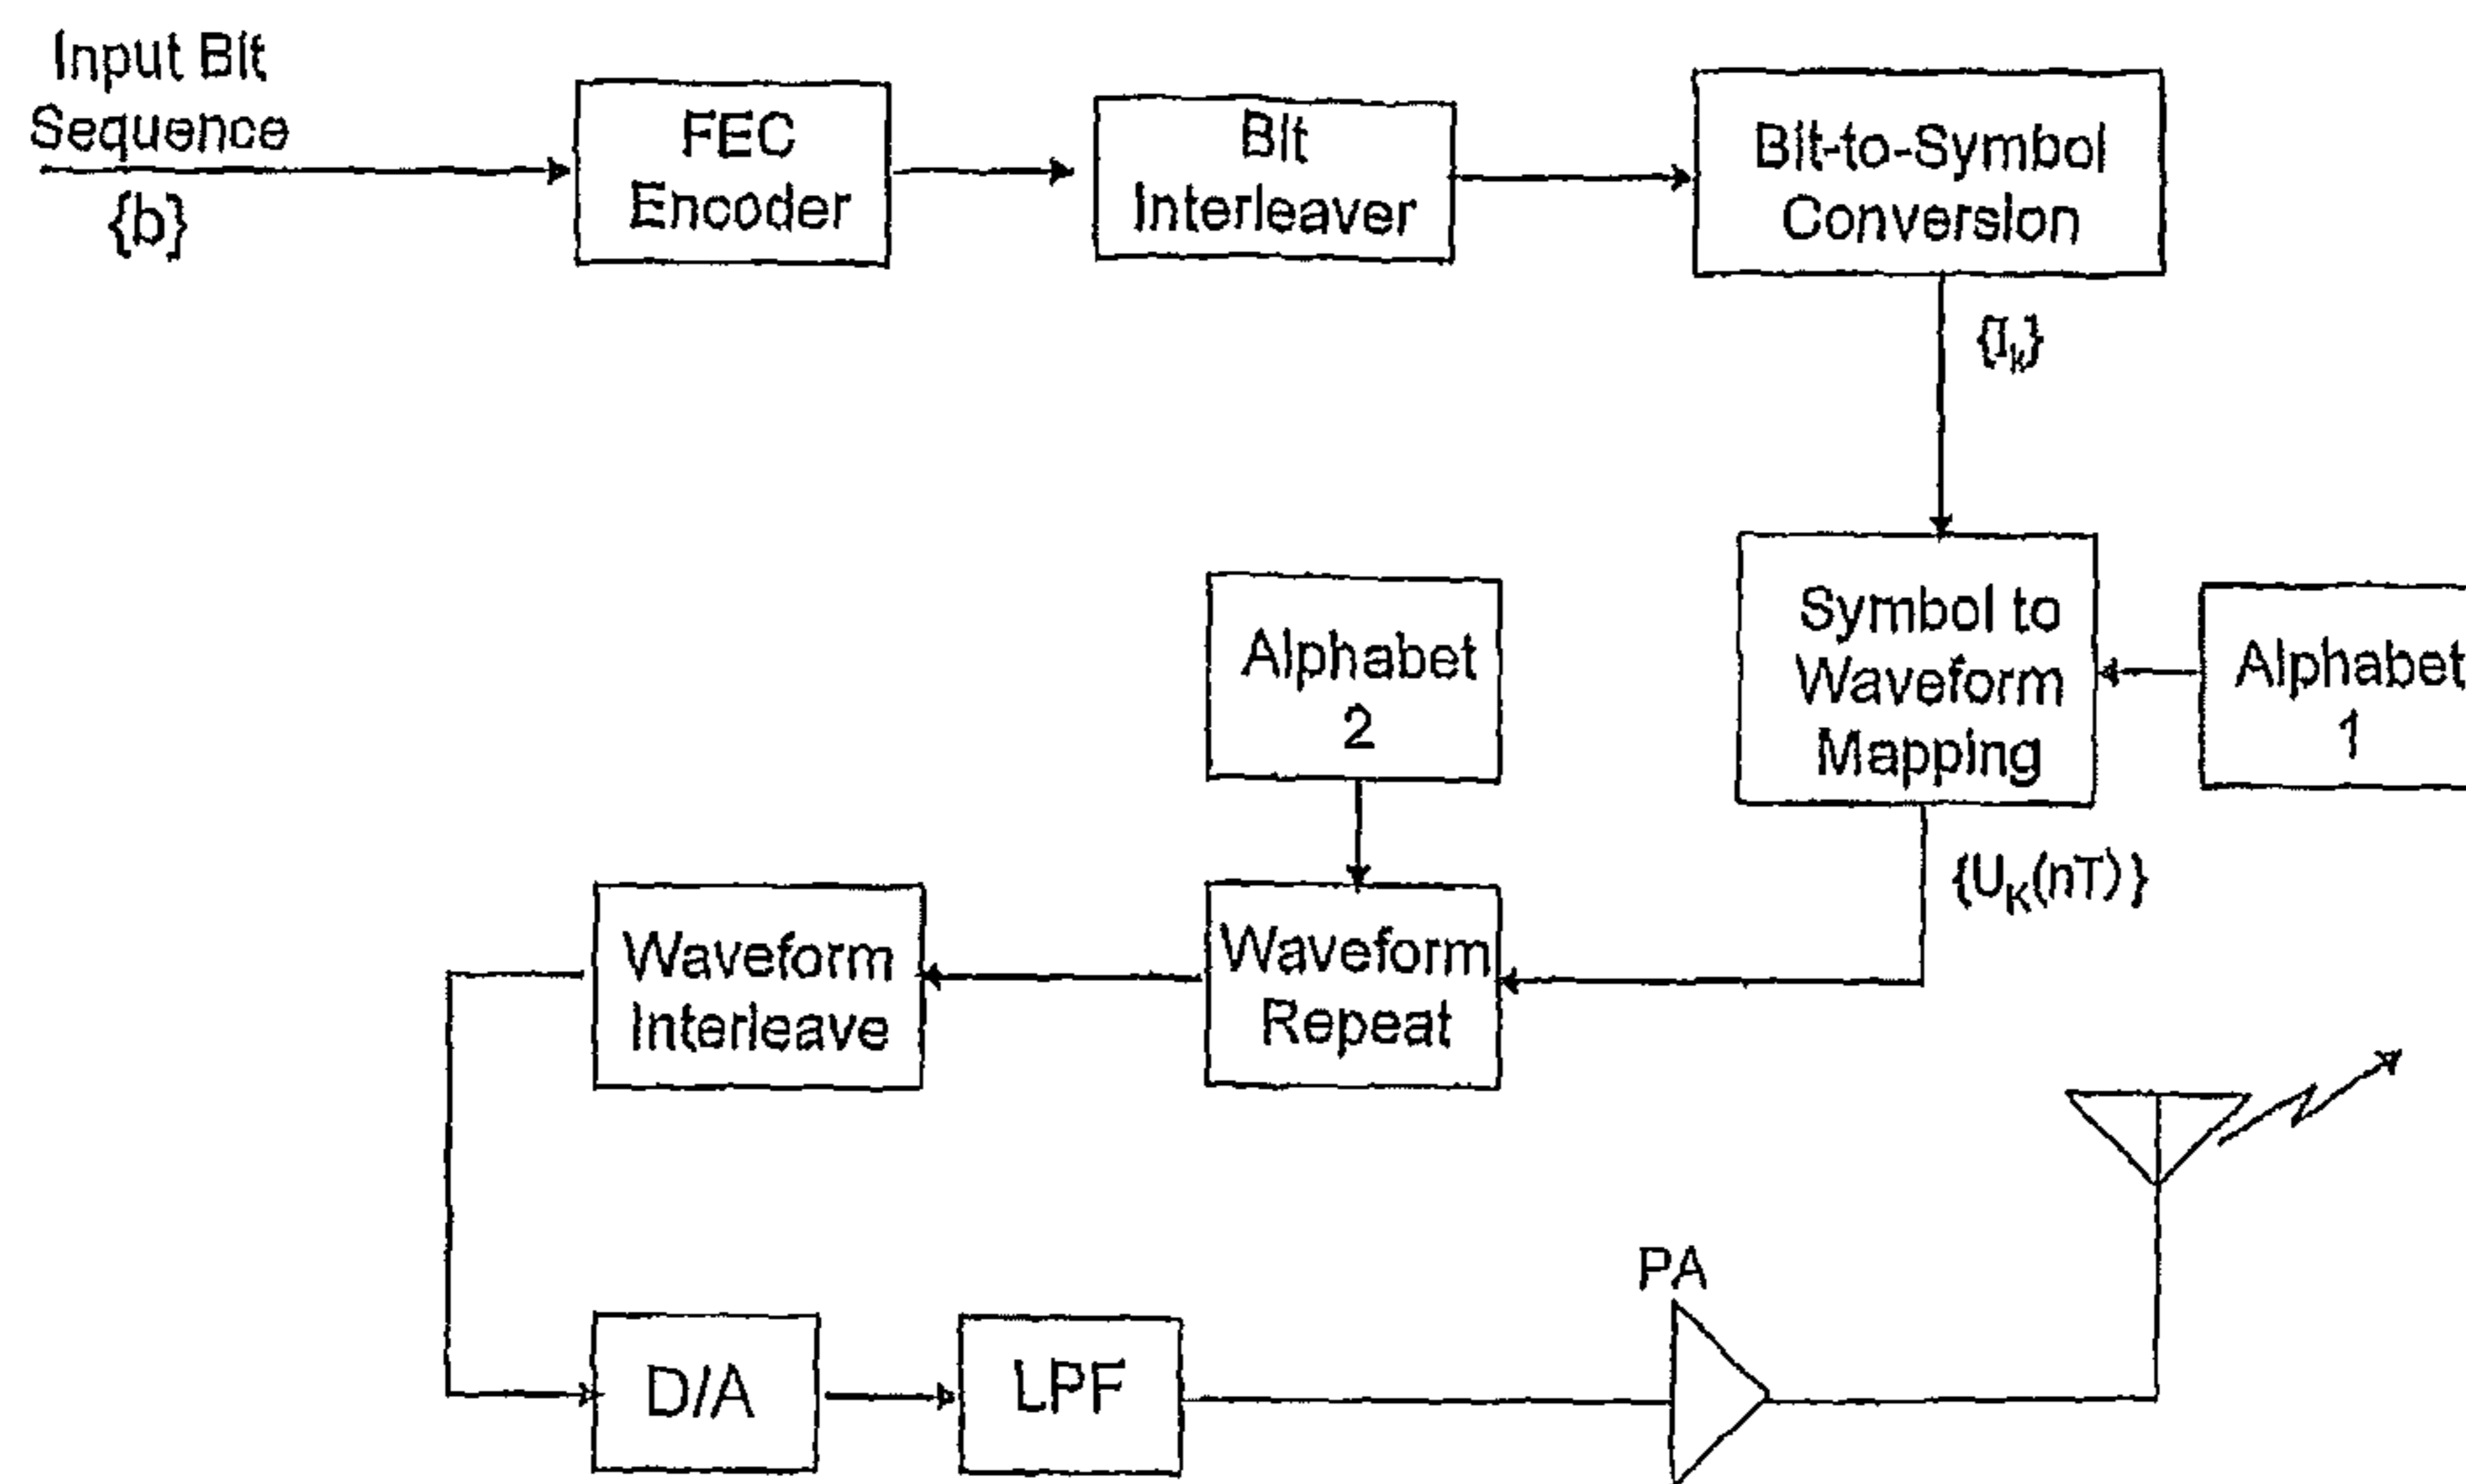 Input Bit
Sequence
{b}
FEC
Encoder
Bit
Interleaver
Bit-to-Symbol
Conversion
{I_k}
Symbol to
Waveform
Mapping
Alphabet
1
Alphabet
2
{U_K(nT)}
Waveform
Repeat
Waveform
Interleave
D/A
LPF
PA